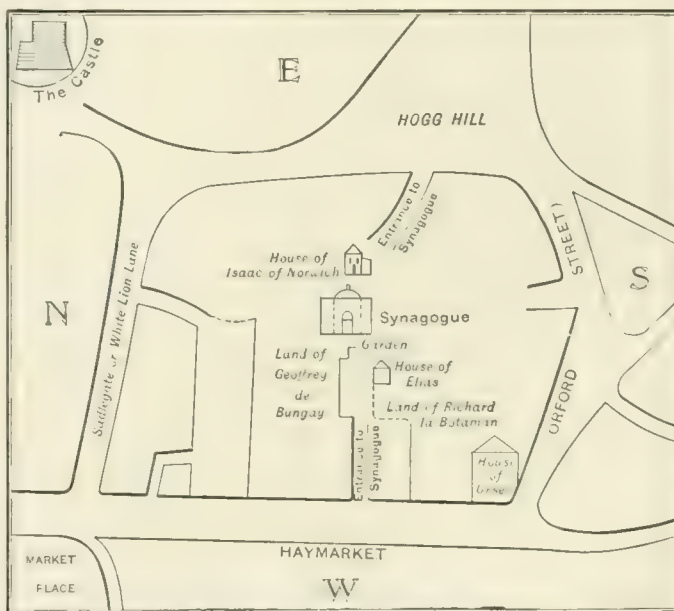 The Castle
E
HOGG HILL
Entrance to
Synagogue
STREET)
S
N
Sadlegate or White Lion Lane
House of
Isaac of Norwich
Synagogue
Garden
Land of
Geoffrey
de
Bungay
House of
Elias
Land of Richard
la Butaman
Entrance to
Synagogue
ORFORD
House
of
HAYMARKET
MARKET
PLACE
W